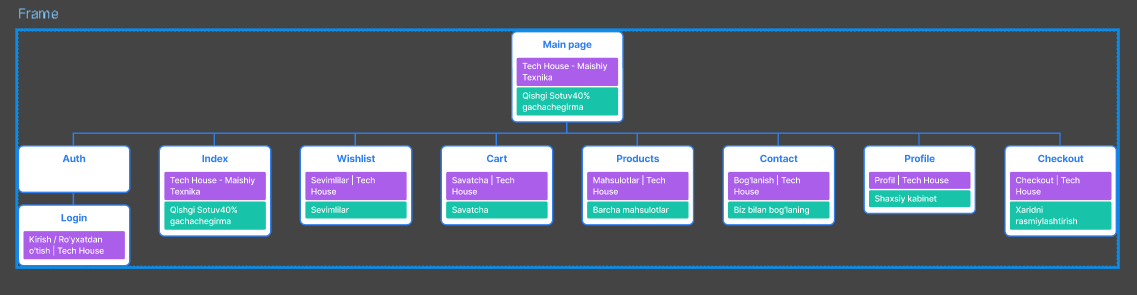 Frame
Main page
Tech House - Maishiy
Texnika
Qishgi Sotuv40%
gachachegirma
Auth
Login
Kirish / Ro'yxatdan
o'tish | Tech House
Index
Tech House - Maishiy
Texnika
Qishgi Sotuv40%
gachachegirma
Wishlist
Sevimlilar | Tech
House
Sevimlilar
Cart
Savatcha | Tech
House
Savatcha
Products
Mahsulotlar | Tech
House
Barcha mahsulotlar
Contact
Bog'lanish | Tech
House
Biz bilan bog'laning
Profile
Profil | Tech House
Shaxsiy kabinet
Checkout
Checkout | Tech
House
Xaridni
rasmiylashtirish